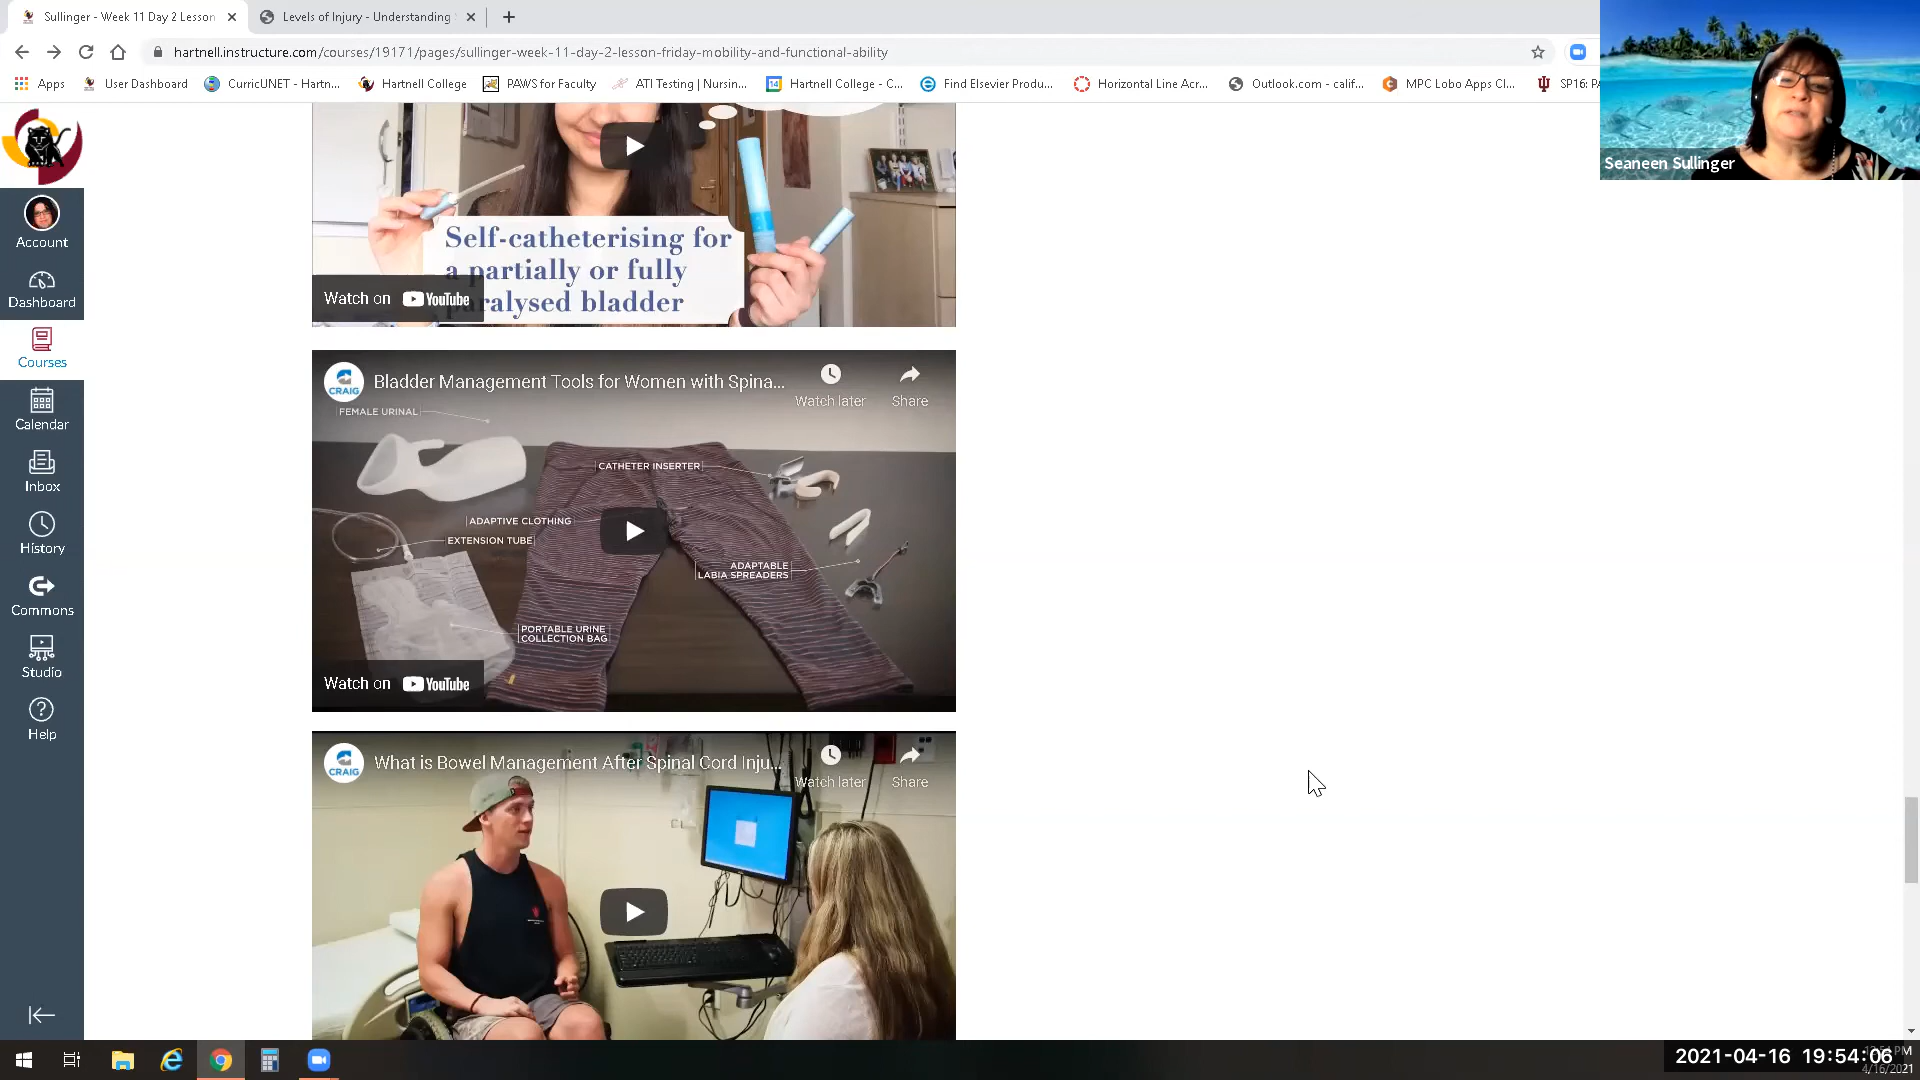 Sullinger - Week 11 Day 2 Lesson
Levels of Injury - Understanding
hartnell.instructure.com/courses/19171/pages/sullinger-week-11-day-2-lesson-friday-mobility-and-functional-ability
Apps
User Dashboard
CurricUNET - Hartn...
Hartnell College
PAWS for Faculty
ATI Testing | Nursin...
Hartnell College - C...
Find Elsevier Produ...
Horizontal Line Acr...
Outlook.com - calif...
MPC Lobo Apps Cl...
SP16: PA
Seaneen Sullinger
Account
Dashboard
Courses
Calendar
Inbox
History
Commons
Studio
Help
Self-catheterising for
a partially or fully
paralysed bladder
Watch on YouTube
CRAIG
Bladder Management Tools for Women with Spina...
Watch later
Share
FEMALE URINAL
CATHETER INSERTER
ADAPTIVE CLOTHING
EXTENSION TUBE
ADAPTABLE
LABIA SPREADERS
PORTABLE URINE
COLLECTION BAG
Watch on YouTube
CRAIG
What is Bowel Management After Spinal Cord Inju...
Watch later
Share
2021-04-16 19:54:06
4/16/2021